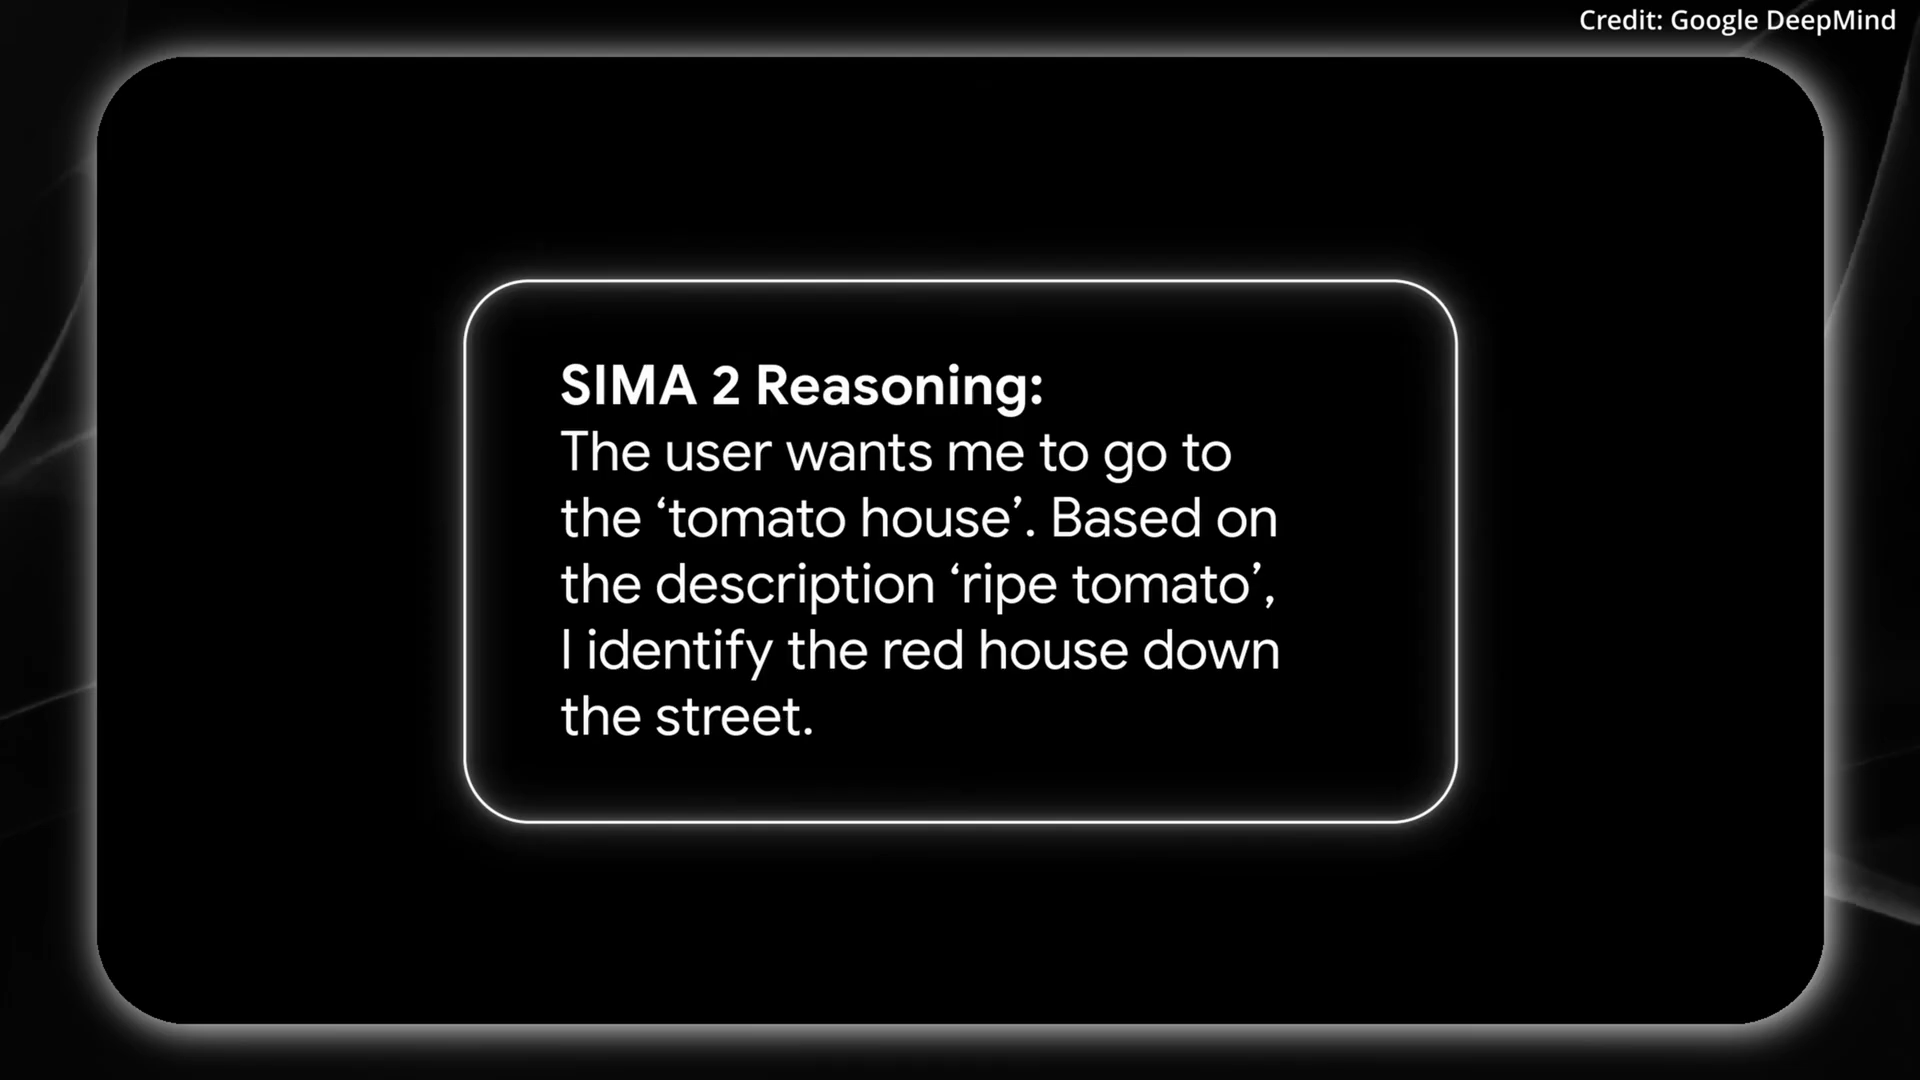 Credit: Google DeepMind
SIMA 2 Reasoning:
The user wants me to go to
the ‘tomato house’. Based on
the description ‘ripe tomato’,
I identify the red house down
the street.